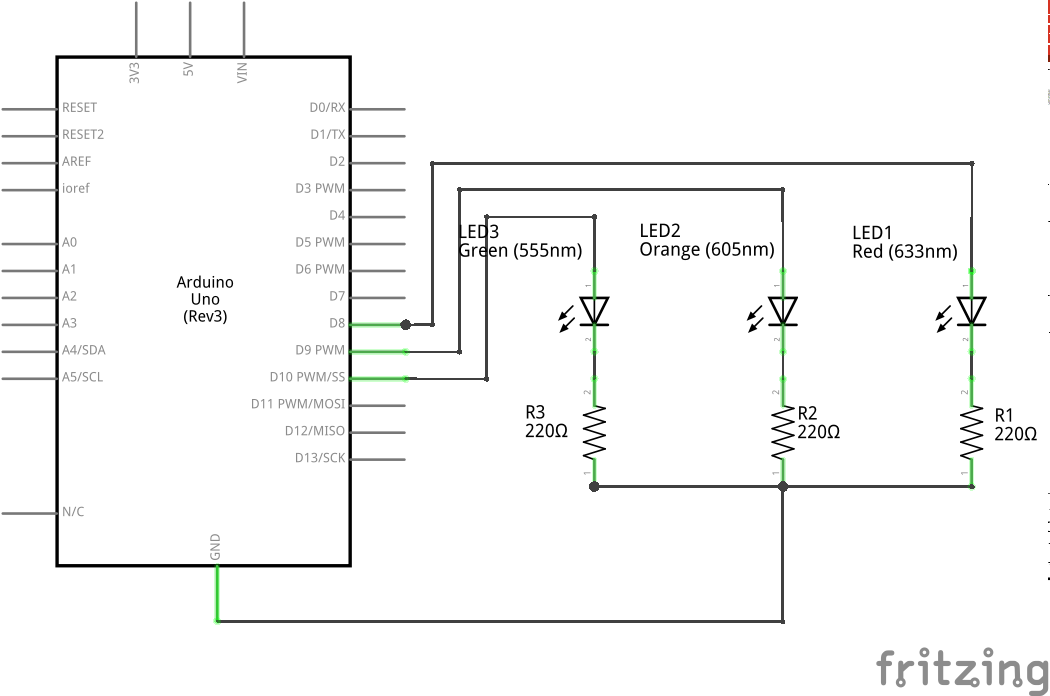 3V3
5V
VIN
RESET
RESET2
AREF
ioref
A0
A1
A2
A3
A4/SDA
A5/SCL
N/C
Arduino
Uno
(Rev3)
D0/RX
D1/TX
D2
D3 PWM
D4
D5 PWM
D6 PWM
D7
D8
D9 PWM
D10 PWM/SS
D11 PWM/MOSI
D12/MISO
D13/SCK
GND
LED3
Green (555nm)
1
2
2
R3
220Ω
1
LED2
Orange (605nm)
1
2
2
R2
220Ω
1
LED1
Red (633nm)
1
2
2
R1
220Ω
1
fritzing